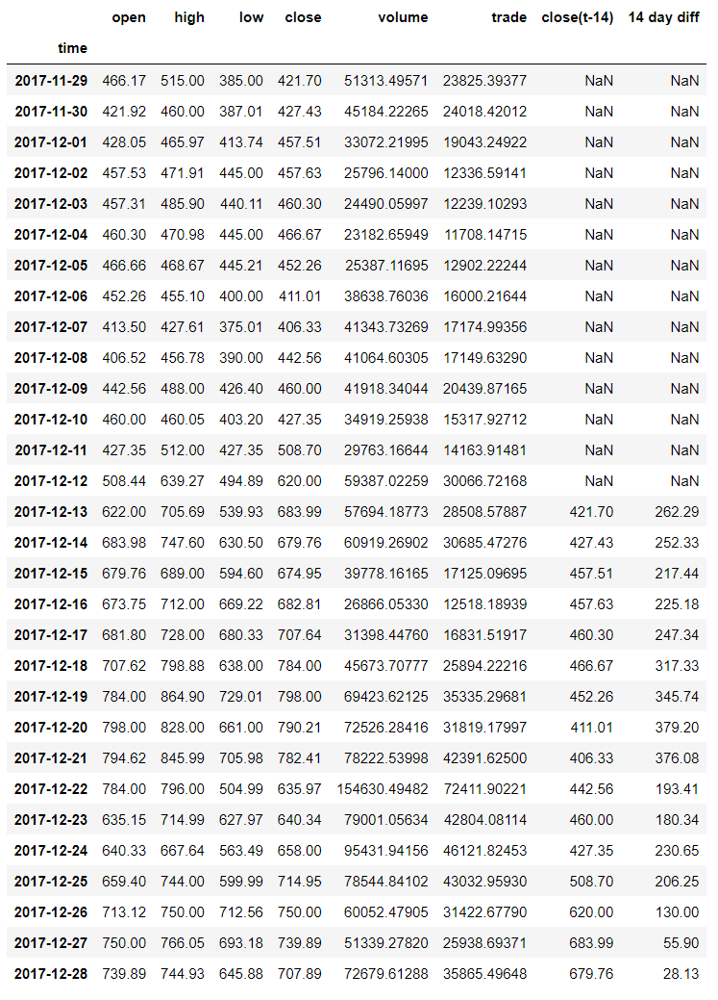 open high low close volume trade close(t-14) 14 day diff
time
2017-11-29 466.17 515.00 385.00 421.70 51313.49571 23825.39377 NaN NaN
2017-11-30 421.92 460.00 387.01 427.43 45184.22265 24018.42012 NaN NaN
2017-12-01 428.05 465.97 413.74 457.51 33072.21995 19043.24922 NaN NaN
2017-12-02 457.53 471.91 445.00 457.63 25796.14000 12336.59141 NaN NaN
2017-12-03 457.31 485.90 440.11 460.30 24490.05997 12239.10293 NaN NaN
2017-12-04 460.30 470.98 445.00 466.67 23182.65949 11708.14715 NaN NaN
2017-12-05 466.66 468.67 445.21 452.26 25387.11695 12902.22244 NaN NaN
2017-12-06 452.26 455.10 400.00 411.01 38638.76036 16000.21644 NaN NaN
2017-12-07 413.50 427.61 375.01 406.33 41343.73269 17174.99356 NaN NaN
2017-12-08 406.52 456.78 390.00 442.56 41064.60305 17149.63290 NaN NaN
2017-12-09 442.56 488.00 426.40 460.00 41918.34044 20439.87165 NaN NaN
2017-12-10 460.00 460.05 403.20 427.35 34919.25938 15317.92712 NaN NaN
2017-12-11 427.35 512.00 427.35 508.70 29763.16644 14163.91481 NaN NaN
2017-12-12 508.44 639.27 494.89 620.00 59387.02259 30066.72168 NaN NaN
2017-12-13 622.00 705.69 539.93 683.99 57694.18773 28508.57887 421.70 262.29
2017-12-14 683.98 747.60 630.50 679.76 60919.26902 30685.47276 427.43 252.33
2017-12-15 679.76 689.00 594.60 674.95 39778.16165 17125.09695 457.51 217.44
2017-12-16 673.75 712.00 669.22 682.81 26866.05330 12518.18939 457.63 225.18
2017-12-17 681.80 728.00 680.33 707.64 31398.44760 16831.51917 460.30 247.34
2017-12-18 707.62 798.88 638.00 784.00 45673.70777 25894.22216 466.67 317.33
2017-12-19 784.00 864.90 729.01 798.00 69423.62125 35335.29681 452.26 345.74
2017-12-20 798.00 828.00 661.00 790.21 72526.28416 31819.17997 411.01 379.20
2017-12-21 794.62 845.99 705.98 782.41 78222.53998 42391.62500 406.33 376.08
2017-12-22 784.00 796.00 504.99 635.97 154630.49482 72411.90221 442.56 193.41
2017-12-23 635.15 714.99 627.97 640.34 79001.05634 42804.08114 460.00 180.34
2017-12-24 640.33 667.64 563.49 658.00 95431.94156 46121.82453 427.35 230.65
2017-12-25 659.40 744.00 599.99 714.95 78544.84102 43032.95930 508.70 206.25
2017-12-26 713.12 750.00 712.56 750.00 60052.47905 31422.67790 620.00 130.00
2017-12-27 750.00 766.05 693.18 739.89 51339.27820 25938.69371 683.99 55.90
2017-12-28 739.89 744.93 645.88 707.89 72679.61288 35865.49648 679.76 28.13